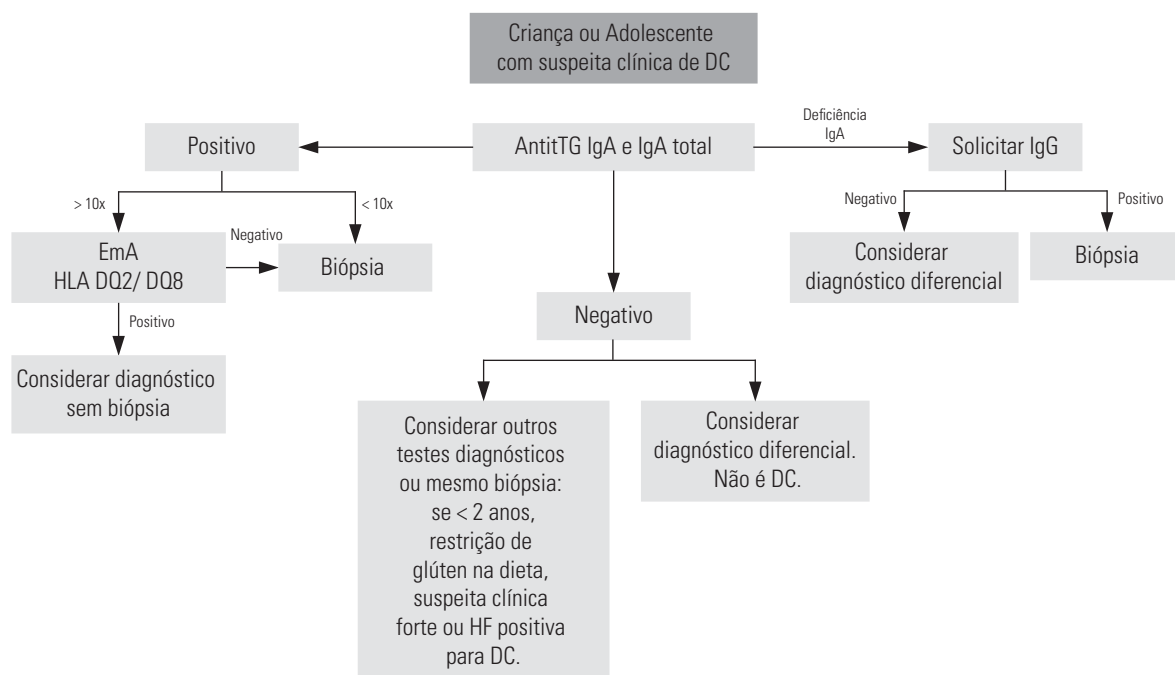 Criança ou Adolescente
com suspeita clínica de DC
Positivo
AntitTG IgA e IgA total
Deficiência
IgA
Solicitar IgG
> 10x
< 10x
Negativo
Positivo
EmA
HLA DQ2/ DQ8
Negativo
Biópsia
Considerar
diagnóstico diferencial
Biópsia
Positivo
Negativo
Considerar diagnóstico
sem biópsia
Considerar outros
testes diagnósticos
ou mesmo biópsia:
se < 2 anos,
restrição de
glúten na dieta,
suspeita clínica
forte ou HF positiva
para DC.
Considerar
diagnóstico diferencial.
Não é DC.